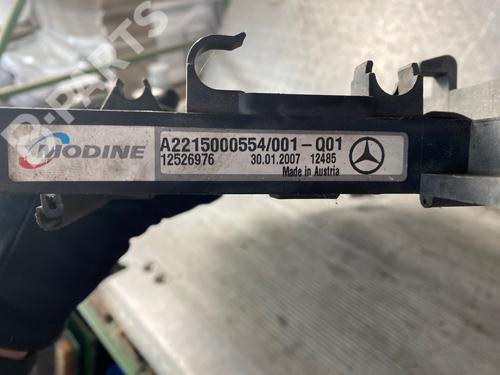 B-PARTS
MODINE
A2215000554/001-Q01
12526976 30.01.2007 12485
Made in Austria